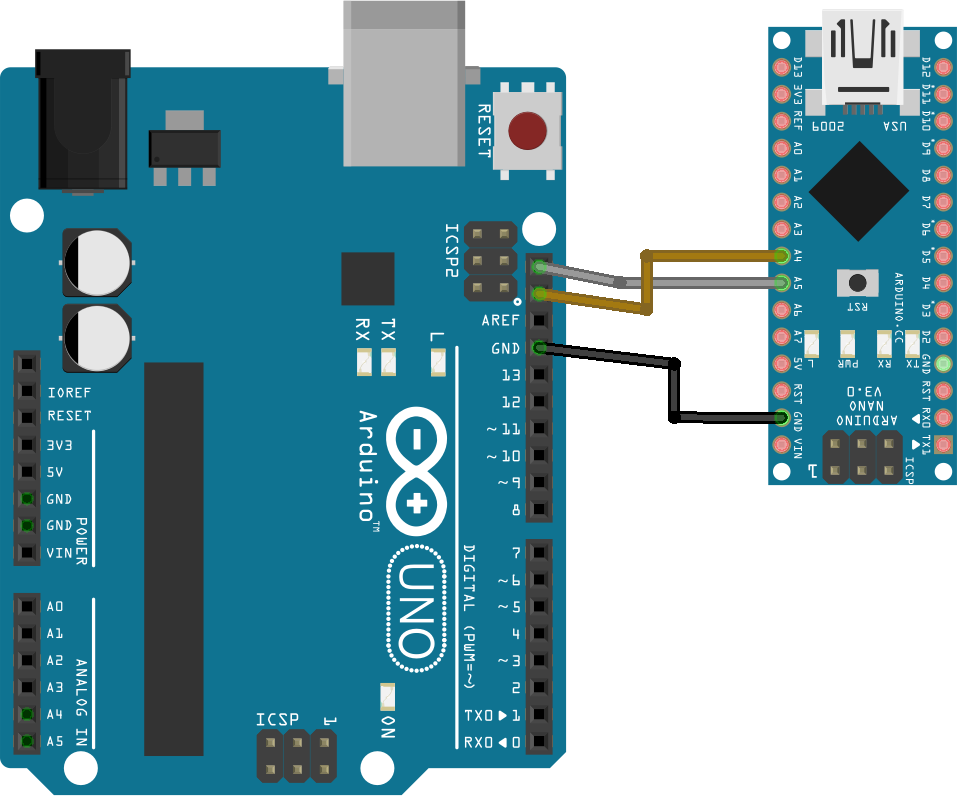 RESET
ICSP2
AREF
GND
13
12
~11
~10
~9
8
RX
TX
L
IOREF
RESET
3V3
5V
GND
GND
VIN
POWER
A0
A1
A2
A3
A4
A5
ANALOG IN
Arduino™
UNO
DIGITAL (PWM=~)
7
~6
~5
4
~3
2
TX0▶1
RX0◀0
ON
ICSP
1
D13
3V3
REF
A0
A1
A2
A3
A4
A5
A6
A7
5V
RST
GND
VIN
D12
D11
D10
D9
D8
D7
D6
D5
D4
D3
D2
GND
RST
RX0
TX1
2009
USA
RST
ARDUINO.CC
L
PWR
RX
TX
ARDUINO
NANO
V3.0
ICSP
1